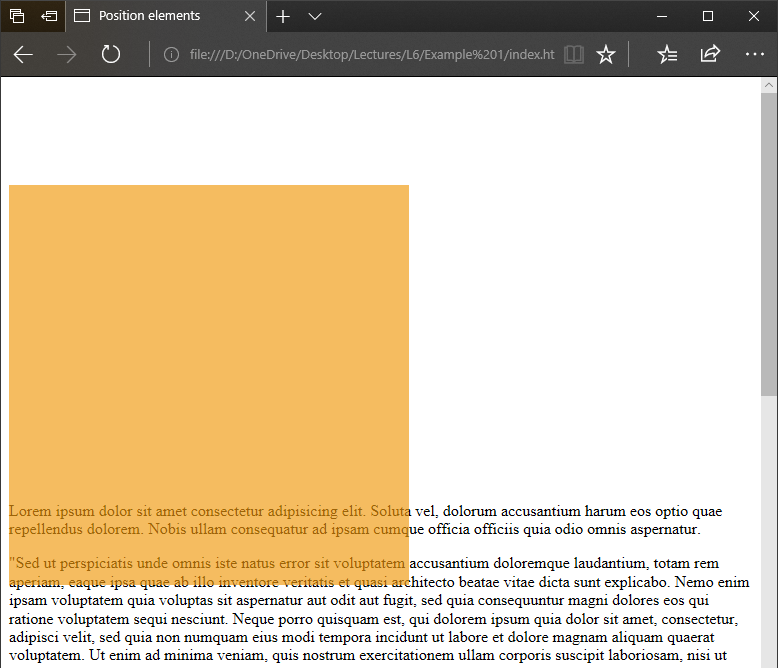 Position elements
file:///D:/OneDrive/Desktop/Lectures/L6/Example%201/index.ht
Lorem ipsum dolor sit amet consectetur adipisicing elit. Soluta vel, dolorum accusantium harum eos optio quae
repellendus dolorem. Nobis ullam consequatur ad ipsam cumque officia officiis quia odio omnis aspernatur.
"Sed ut perspiciatis unde omnis iste natus error sit voluptatem accusantium doloremque laudantium, totam rem
aperiam, eaque ipsa quae ab illo inventore veritatis et quasi architecto beatae vitae dicta sunt explicabo. Nemo enim
ipsam voluptatem quia voluptas sit aspernatur aut odit aut fugit, sed quia consequuntur magni dolores eos qui
ratione voluptatem sequi nesciunt. Neque porro quisquam est, qui dolorem ipsum quia dolor sit amet, consectetur,
adipisci velit, sed quia non numquam eius modi tempora incidunt ut labore et dolore magnam aliquam quaerat
voluptatem. Ut enim ad minima veniam, quis nostrum exercitationem ullam corporis suscipit laboriosam, nisi ut